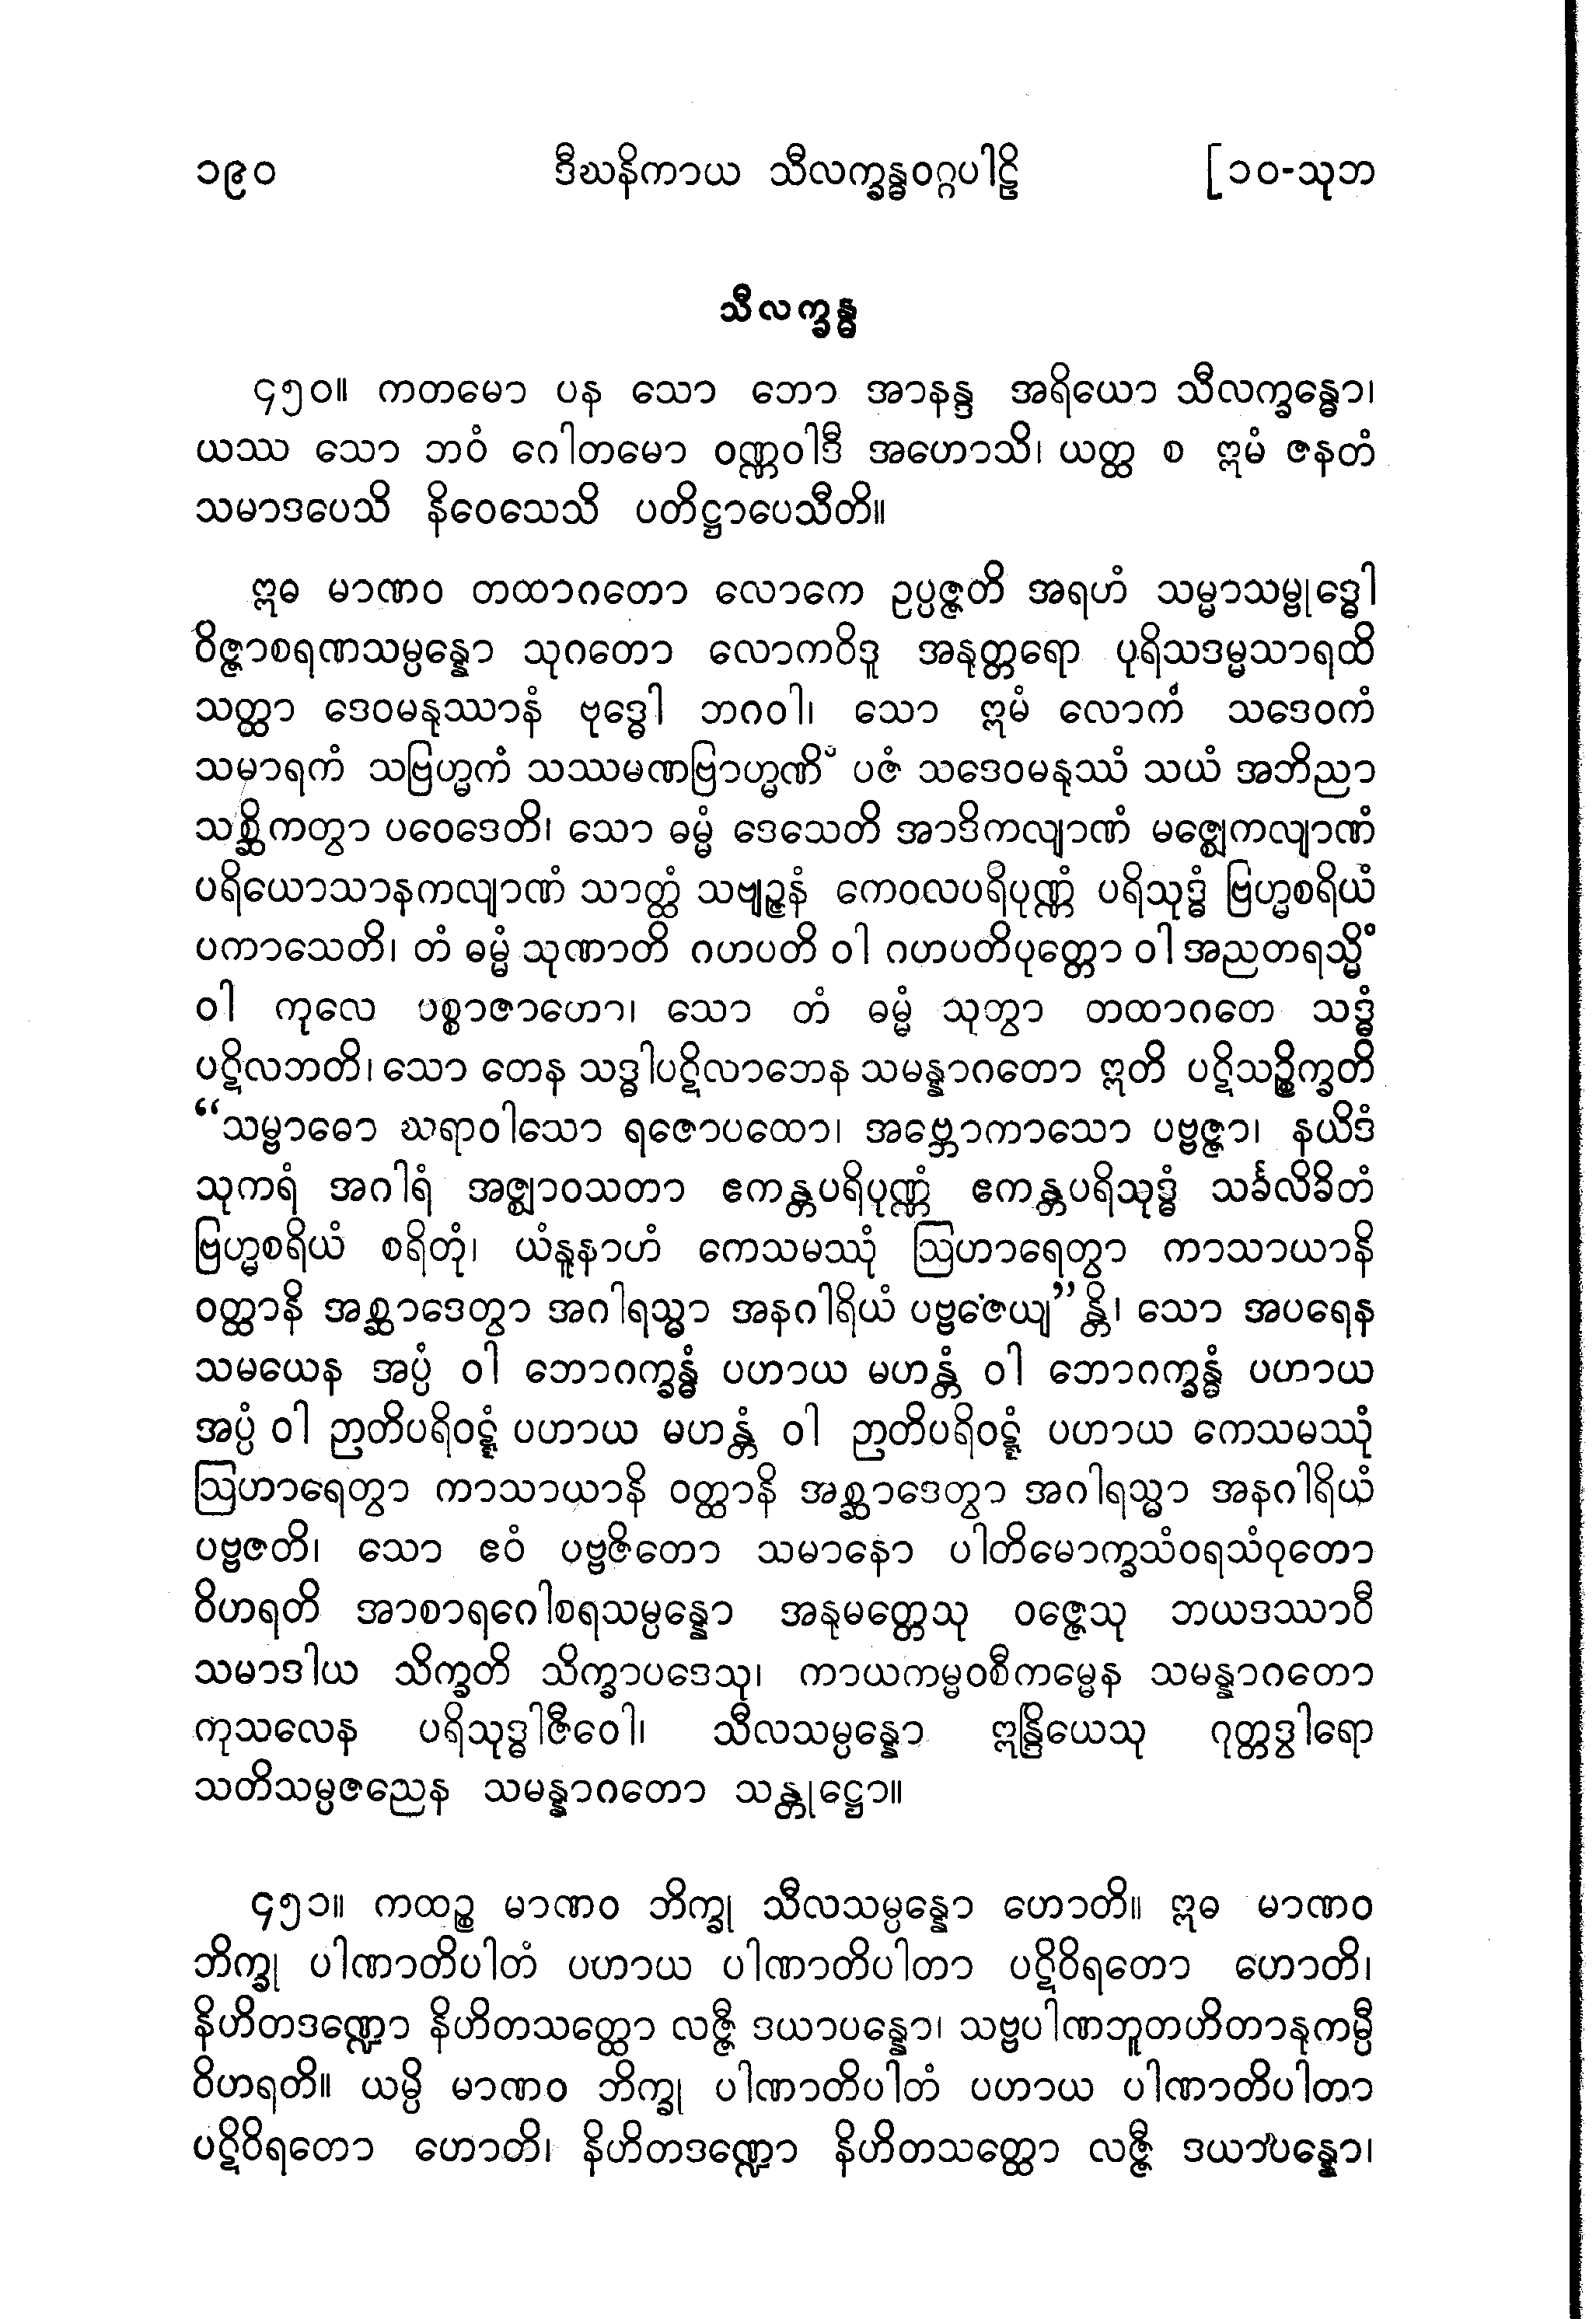 ၁၉၀ ဒီဃနိကာယ သီလက္ခန္ဓဝဂ္ဂပါဠိ [၁၀-သုဘ
သီလက္ခန္ဓ
၄၅၀။ ကတမော ပန သော ဘော အာနန္ဒ အရိယော သီလက္ခန္ဓော၊
ယဿ သော ဘဝံ ဂေါတမော ဝဏ္ဏဝါဒီ အဟောသိ၊ ယတ္ထ စ ဣမံ ဇနတံ
သမာဒပေသိ နိဝေသေသိ ပတိဋ္ဌာပေသီတိ။
ဣဓ မာဏဝ တထာဂတော လောကေ ဥပ္ပဇ္ဇတိ အရဟံ သမ္မာသမ္ဗုဒ္ဓေါ
ဝိဇ္ဇာစရဏသမ္ပန္နော သုဂတော လောကဝိဒူ အနုတ္တရော ပုရိသဒမ္မသာရထိ
သတ္ထာ ဒေဝမနုဿာနံ ဗုဒ္ဓေါ ဘဂဝါ၊ သော ဣမံ လောကံ သဒေဝကံ
သမာရကံ သဗြဟ္မကံ သဿမဏဗြာဟ္မဏိံ ပဇံ သဒေဝမနုဿံ သယံ အဘိညာ
သစ္ဆိကတွာ ပဝေဒေတိ၊ သော ဓမ္မံ ဒေသေတိ အာဒိကလျာဏံ မဇ္ဈေကလျာဏံ
ပရိယောသာနကလျာဏံ သာတ္ထံ သဗျဉ္ဇနံ ကေဝလပရိပုဏ္ဏံ ပရိသုဒ္ဓံ ဗြဟ္မစရိယံ
ပကာသေတိ၊ တံ ဓမ္မံ သုဏာတိ ဂဟပတိ ဝါ ဂဟပတိပုတ္တော ဝါ အညတရသ္မိံ
ဝါ ကုလေ ပစ္စာဇာဟော၊ သော တံ ဓမ္မံ သုတွာ တထာဂတေ သဒ္ဓံ
ပဋိလဘတိ၊ သော တေန သဒ္ဓါပဋိလာဘေန သမန္နာဂတော ဣတိ ပဋိသဉ္စိက္ခတိ
“သမ္ဗာဓော ဃရာဝါသော ရဇောပထော၊ အဗ္ဘောကာသော ပဗ္ဗဇ္ဇာ၊ နယိဒံ
သုကရံ အဂါရံ အဇ္ဈာဝသတာ ဧကန္တပရိပုဏ္ဏံ ဧကန္တပရိသုဒ္ဓံ သင်္ခလိခိတံ
ဗြဟ္မစရိယံ စရိတုံ၊ ယံနူနာဟံ ကေသမဿုံ ဩဟာရေတွာ ကာသာယာနိ
ဝတ္ထာနိ အစ္ဆာဒေတွာ အဂါရသ္မာ အနဂါရိယံ ပဗ္ဗဇေယျ”န္တိ၊ သော အပရေန
သမယေန အပ္ပံ ဝါ ဘောဂက္ခန္ဓံ ပဟာယ မဟန္တံ ဝါ ဘောဂက္ခန္ဓံ ပဟာယ
အပ္ပံ ဝါ ဉာတိပရိဝဋ္ဋံ ပဟာယ မဟန္တံ ဝါ ဉာတိပရိဝဋ္ဋံ ပဟာယ ကေသမဿုံ
ဩဟာရေတွာ ကာသာယာနိ ဝတ္ထာနိ အစ္ဆာဒေတွာ အဂါရသ္မာ အနဂါရိယံ
ပဗ္ဗဇတိ၊ သော ဧဝံ ပဗ္ဗဇိတော သမာနော ပါတိမောက္ခသံဝရသံဝုတော
ဝိဟရတိ အာစာရဂေါစရသမ္ပန္နော အနုမတ္တေသု ဝဇ္ဇေသု ဘယဒဿာဝီ
သမာဒါယ သိက္ခတိ သိက္ခာပဒေသု၊ ကာယကမ္မဝစီကမ္မေန သမန္နာဂတော
ကုသလေန ပရိသုဒ္ဓါဇီဝေါ၊ သီလသမ္ပန္နော ဣန္ဒြိယေသု ဂုတ္တဒွါရော
သတိသမ္ပဇညေန သမန္နာဂတော သန္တုဋ္ဌော။
၄၅၁။ ကထဉ္စ မာဏဝ ဘိက္ခု သီလသမ္ပန္နော ဟောတိ။ ဣဓ မာဏဝ
ဘိက္ခု ပါဏာတိပါတံ ပဟာယ ပါဏာတိပါတာ ပဋိဝိရတော ဟောတိ၊
နိဟိတဒဏ္ဍော နိဟိတသတ္ထော လဇ္ဇီ ဒယာပန္နော၊ သဗ္ဗပါဏဘူတဟိတာနုကမ္ပီ
ဝိဟရတိ။ ယမ္ပိ မာဏဝ ဘိက္ခု ပါဏာတိပါတံ ပဟာယ ပါဏာတိပါတာ
ပဋိဝိရတော ဟောတိ၊ နိဟိတဒဏ္ဍော နိဟိတသတ္ထော လဇ္ဇီ ဒယာပန္နော၊